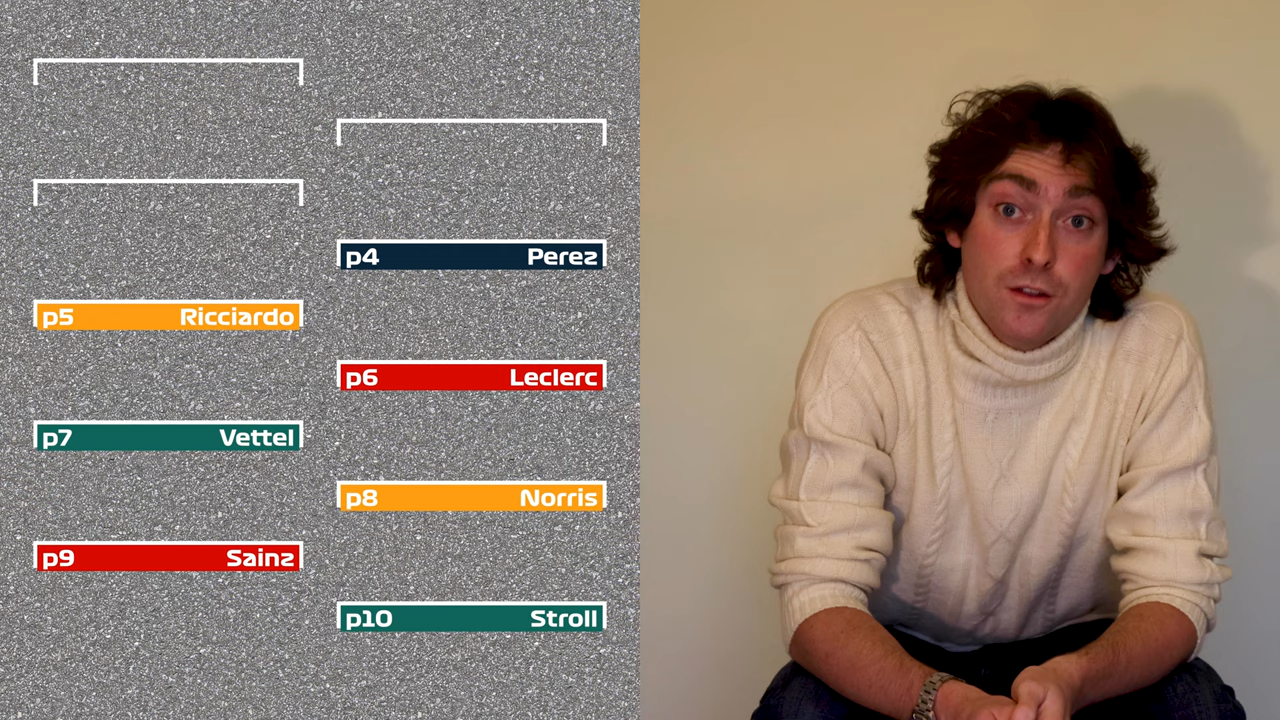 p4 Perez
p5 Ricciardo
p6 Leclerc
p7 Vettel
p8 Norris
p9 Sainz
p10 Stroll